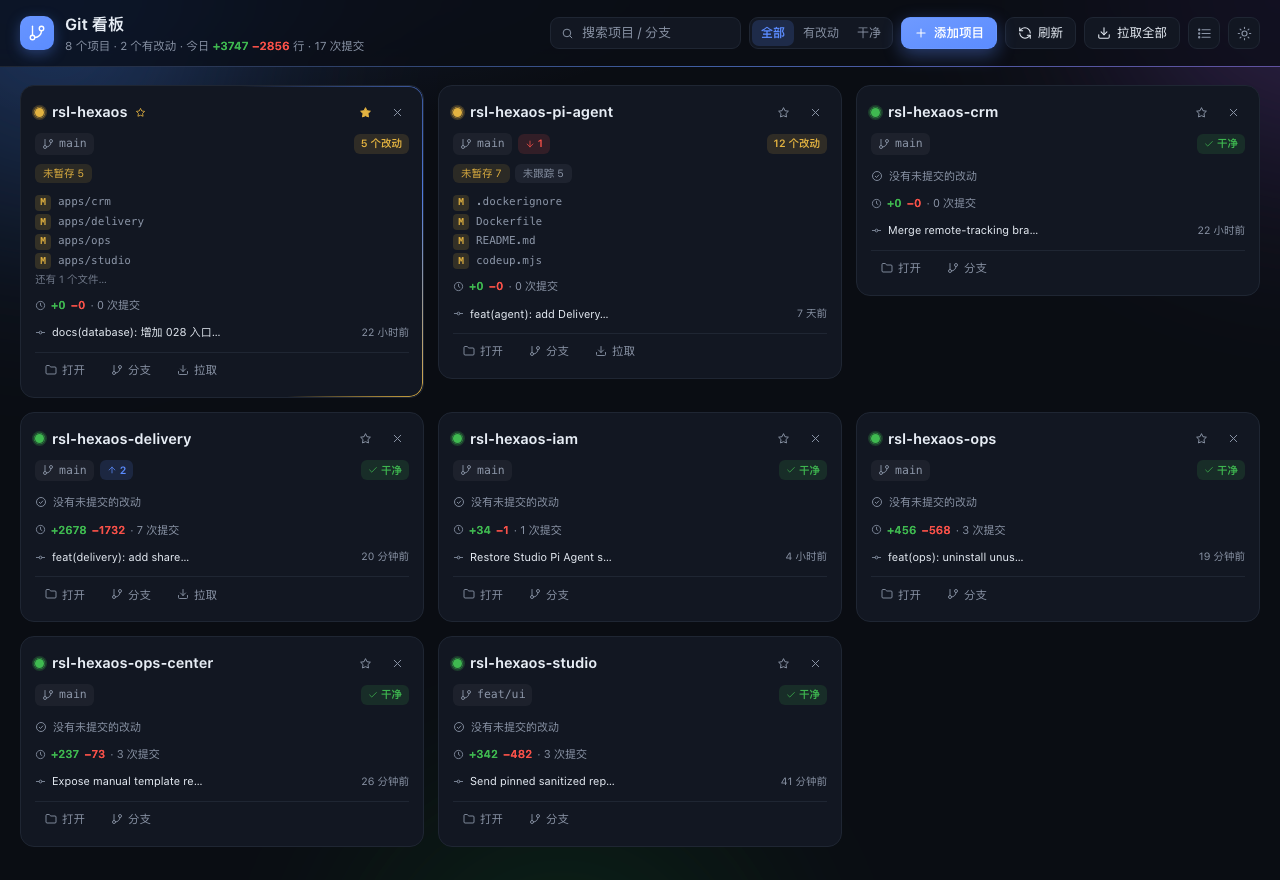 Git 看板
8 个项目 · 2 个有改动 · 今日 +3747 −2856 行 · 17 次提交
搜索项目 / 分支
全部 有改动 干净
添加项目
刷新
拉取全部
rsl-hexaos
main
5 个改动
未暂存 5
M apps/crm
M apps/delivery
M apps/ops
M apps/studio
还有 1 个文件…
+0 −0 · 0 次提交
docs(database): 增加 028 入口… 22 小时前
打开 分支 拉取
rsl-hexaos-pi-agent
main ↓ 1
12 个改动
未暂存 7 未跟踪 5
M .dockerignore
M Dockerfile
M README.md
M codeup.mjs
+0 −0 · 0 次提交
feat(agent): add Delivery… 7 天前
打开 分支 拉取
rsl-hexaos-crm
main
干净
没有未提交的改动
+0 −0 · 0 次提交
Merge remote-tracking bra… 22 小时前
打开 分支
rsl-hexaos-delivery
main ↑ 2
干净
没有未提交的改动
+2678 −1732 · 7 次提交
feat(delivery): add share… 20 分钟前
打开 分支 拉取
rsl-hexaos-iam
main
干净
没有未提交的改动
+34 −1 · 1 次提交
Restore Studio Pi Agent s… 4 小时前
打开 分支
rsl-hexaos-ops
main
干净
没有未提交的改动
+456 −568 · 3 次提交
feat(ops): uninstall unus… 19 分钟前
打开 分支
rsl-hexaos-ops-center
main
干净
没有未提交的改动
+237 −73 · 3 次提交
Expose manual template re… 26 分钟前
打开 分支
rsl-hexaos-studio
feat/ui
干净
没有未提交的改动
+342 −482 · 3 次提交
Send pinned sanitized rep… 41 分钟前
打开 分支